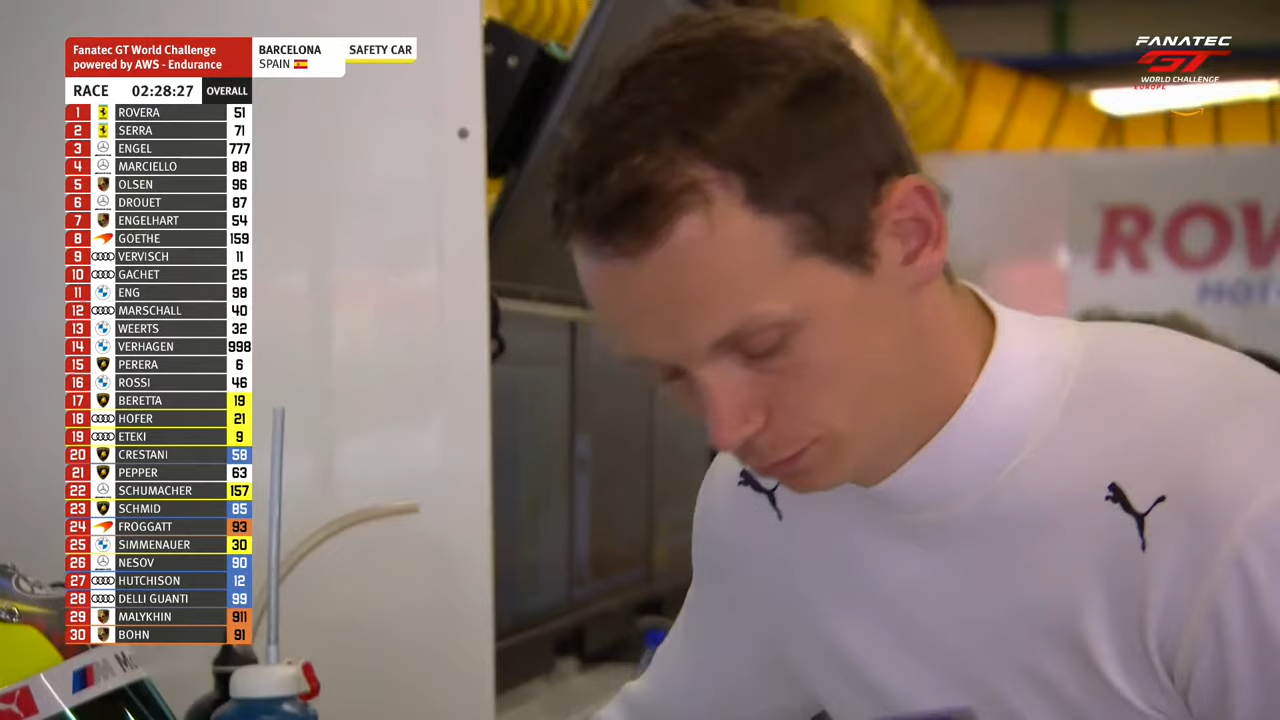 Fanatec GT World Challenge
powered by AWS - Endurance
BARCELONA
SPAIN
SAFETY CAR
RACE 02:28:27 OVERALL
1 ROVERA 51
2 SERRA 71
3 ENGEL 777
4 MARCIELLO 88
5 OLSEN 96
6 DROUET 87
7 ENGELHART 54
8 GOETHE 159
9 VERVISCH 11
10 GACHET 25
11 ENG 98
12 MARSCHALL 40
13 WEERTS 32
14 VERHAGEN 998
15 PERERA 6
16 ROSSI 46
17 BERETTA 19
18 HOFER 21
19 ETEKI 9
20 CRESTANI 58
21 PEPPER 63
22 SCHUMACHER 157
23 SCHMID 85
24 FROGGATT 93
25 SIMMENAUER 30
26 NESOV 90
27 HUTCHISON 12
28 DELLI GUANTI 99
29 MALYKHIN 911
30 BOHN 91
FANATEC
GT
WORLD CHALLENGE
EUROPE
ROW